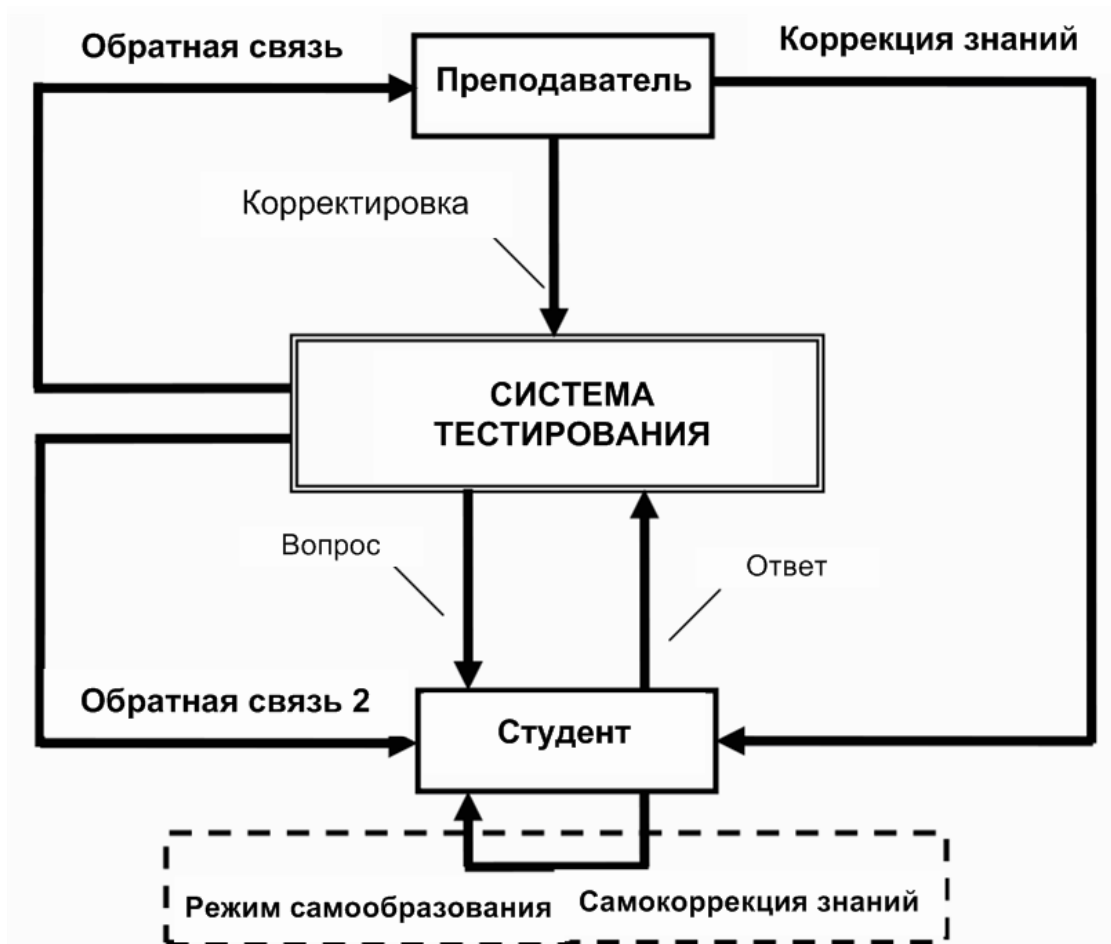 Обратная связь
Преподаватель
Коррекция знаний
Корректировка
СИСТЕМА
ТЕСТИРОВАНИЯ
Вопрос
Ответ
Обратная связь 2
Студент
Режим самообразования
Самокоррекция знаний